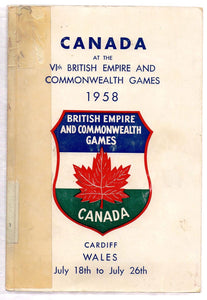 CANADA
AT THE
VIth BRITISH EMPIRE AND
COMMONWEALTH GAMES
1958
BRITISH EMPIRE
AND COMMONWEALTH
GAMES
CANADA
CARDIFF
WALES
July 18th to July 26th